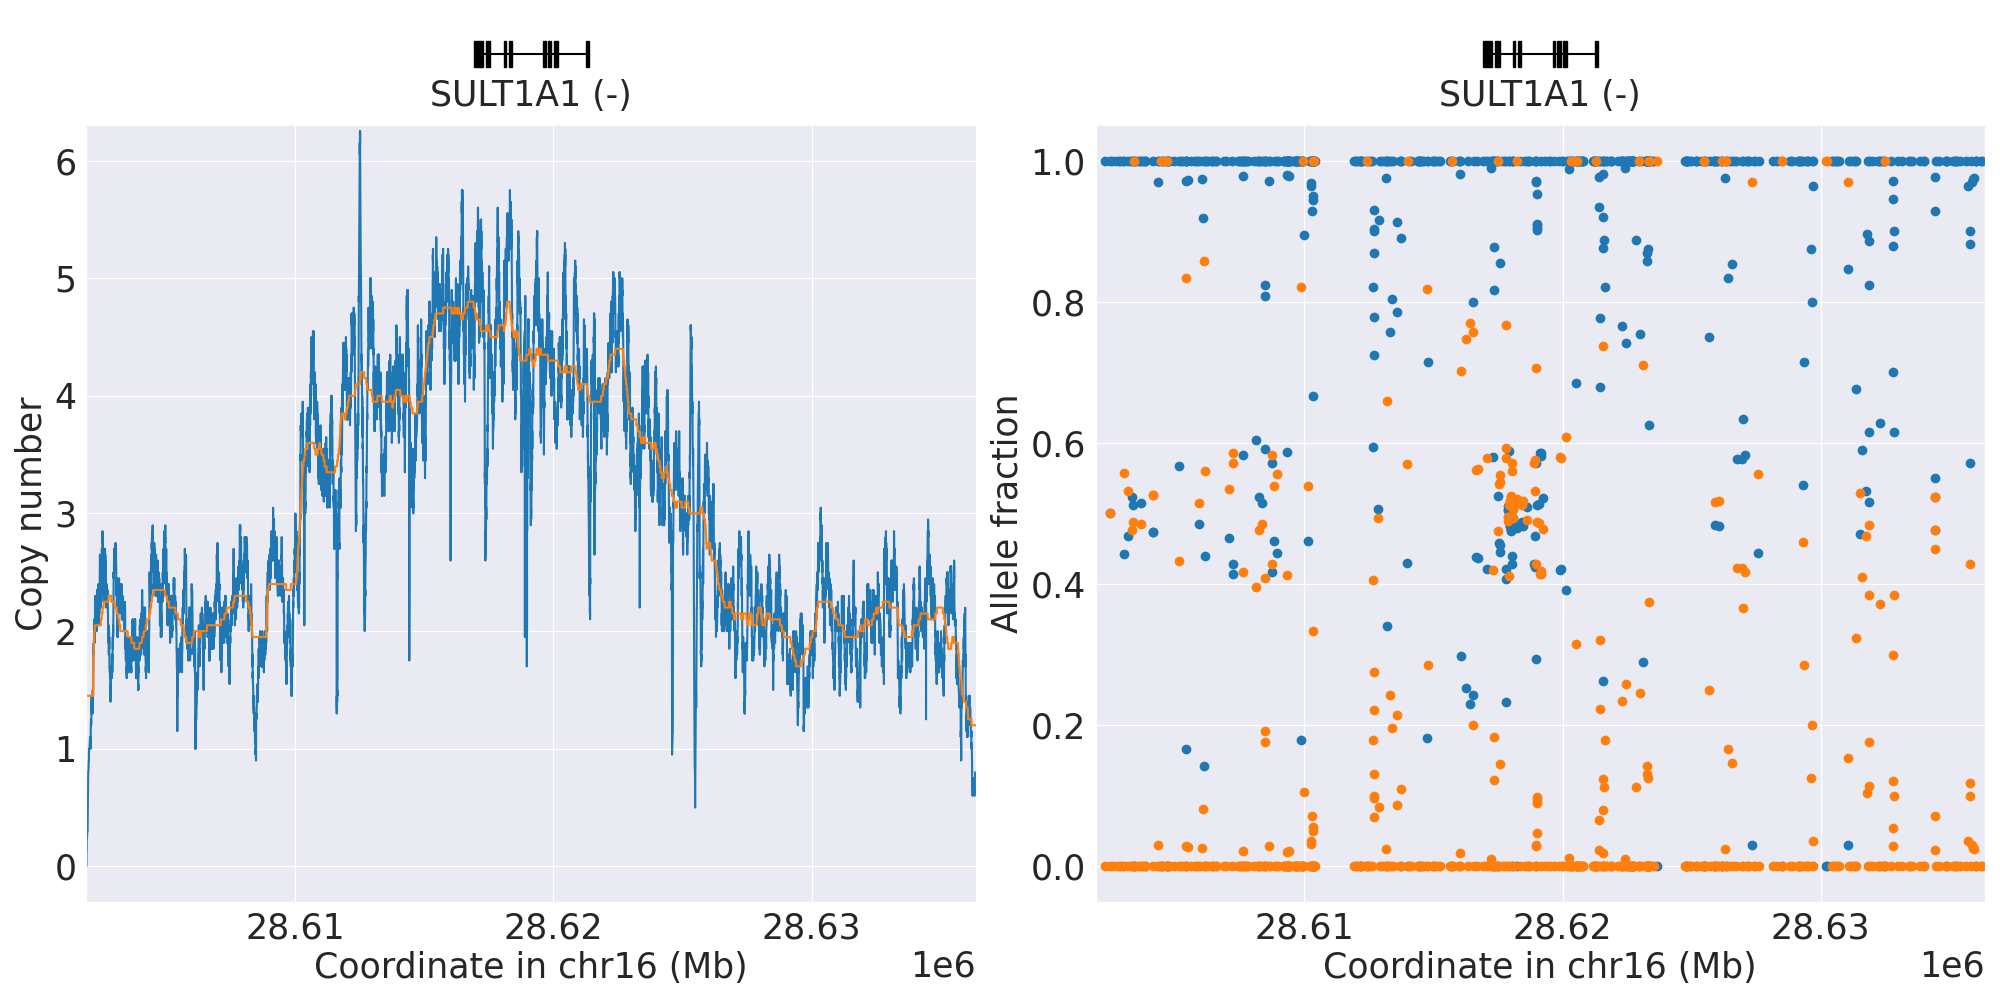 SULT1A1 (-)
6
5
4
3
2
1
0
Copy number
28.61
28.62
28.63
Coordinate in chr16 (Mb)
1e6
SULT1A1 (-)
1.0
0.8
0.6
0.4
0.2
0.0
Allele fraction
28.61
28.62
28.63
Coordinate in chr16 (Mb)
1e6